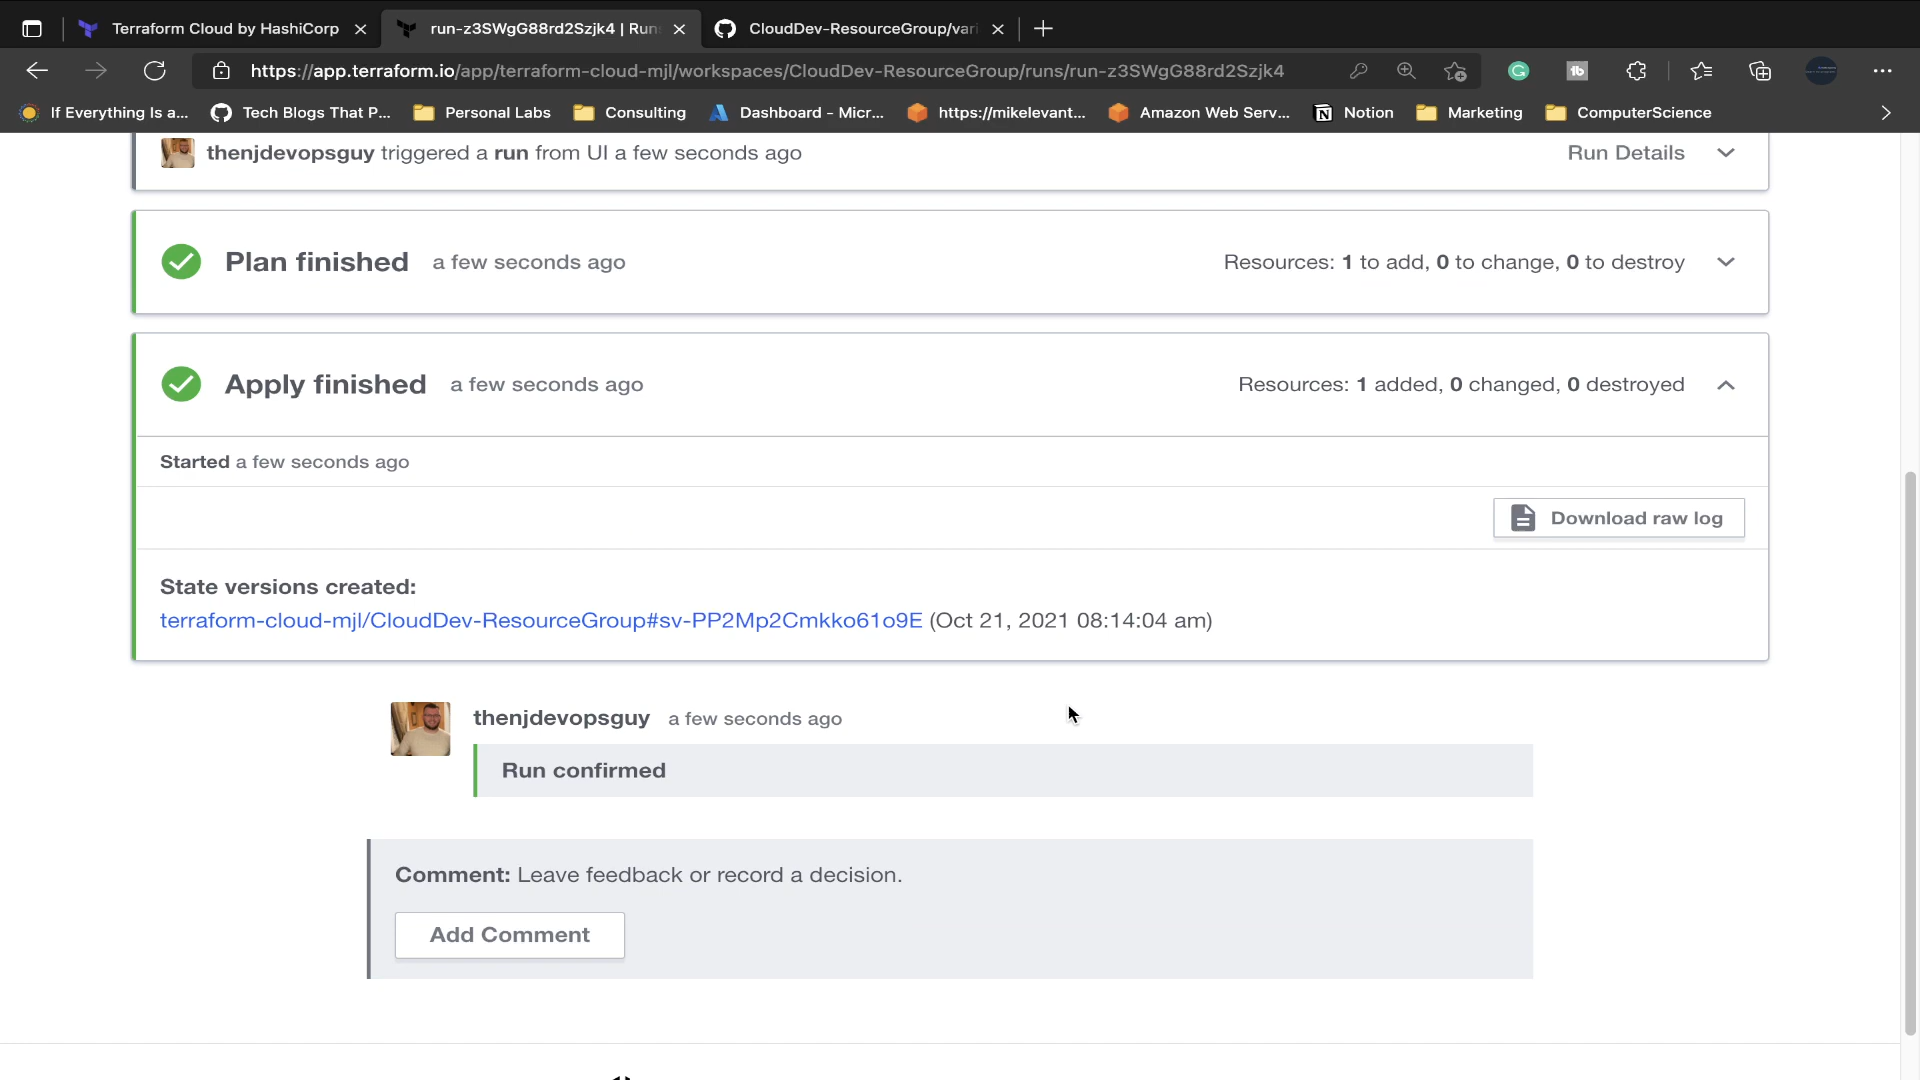 Terraform Cloud by HashiCorp
run-z3SWgG88rd2Szjk4 | Run
CloudDev-ResourceGroup/vari
https://app.terraform.io/app/terraform-cloud-mjl/workspaces/CloudDev-ResourceGroup/runs/run-z3SWgG88rd2Szjk4
If Everything Is a...
Tech Blogs That P...
Personal Labs
Consulting
Dashboard - Micr...
https://mikelevant...
Amazon Web Serv...
Notion
Marketing
ComputerScience
thenjdevopsguy triggered a run from UI a few seconds ago
Run Details
Plan finished a few seconds ago
Resources: 1 to add, 0 to change, 0 to destroy
Apply finished a few seconds ago
Resources: 1 added, 0 changed, 0 destroyed
Started a few seconds ago
Download raw log
State versions created:
terraform-cloud-mjl/CloudDev-ResourceGroup#sv-PP2Mp2Cmkko61o9E (Oct 21, 2021 08:14:04 am)
thenjdevopsguy a few seconds ago
Run confirmed
Comment: Leave feedback or record a decision.
Add Comment